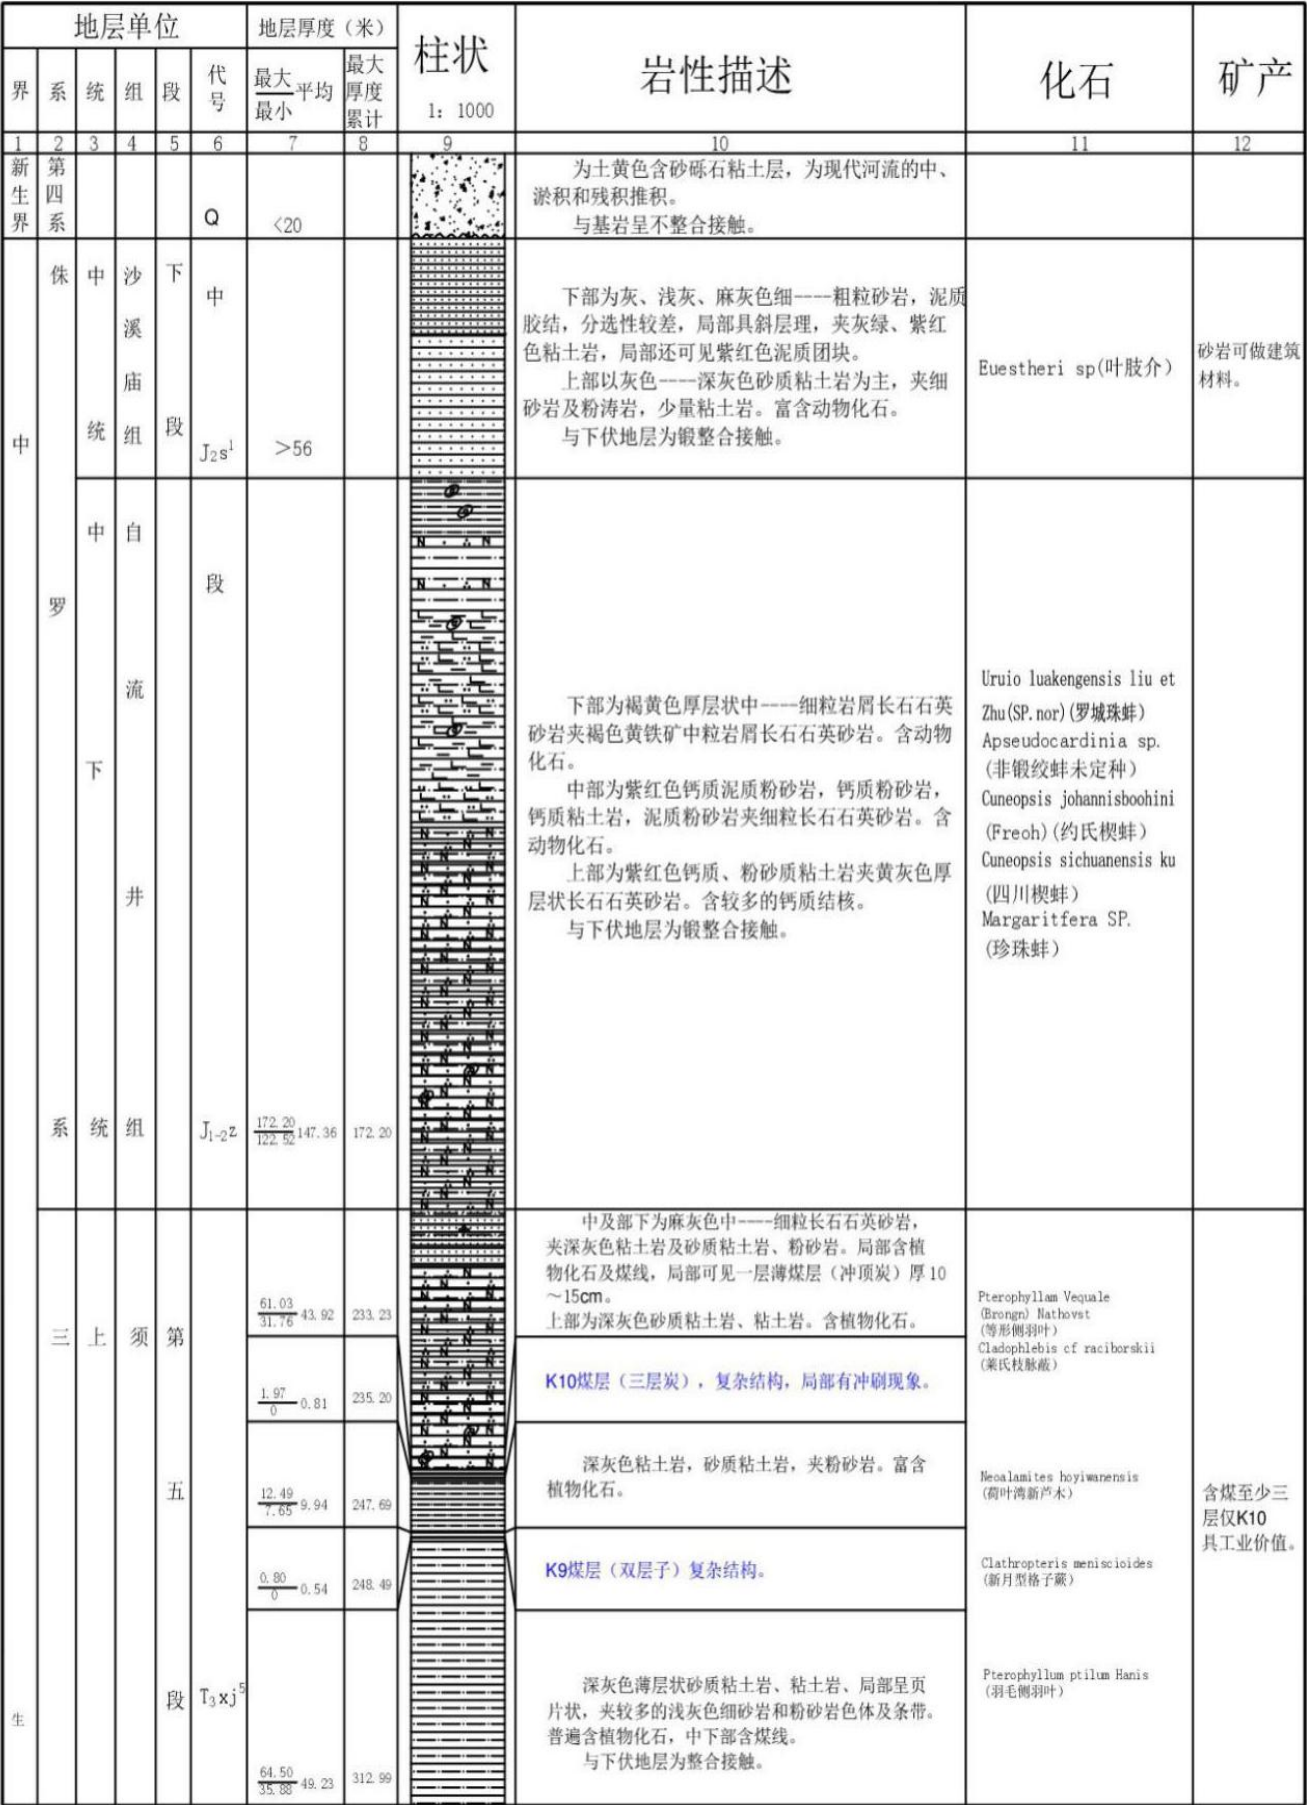 地层单位
地层厚度（米）
柱状
1: 1000
岩性描述
化石
矿产
界
系
统
组
段
代号
最大
最小
平均
最大厚度累计
1
2
3
4
5
6
7
8
9
10
11
12
新生界
第四系
Q
<20
为土黄色含砂砾石粘土层，为现代河流的中、
淤积和残积推积。
与基岩呈不整合接触。
中
生
侏
罗
系
中
统
沙
溪
庙
组
下
段
中
J₂s¹
>56
下部为灰、浅灰、麻灰色细----粗粒砂岩，泥质
胶结，分选性较差，局部具斜层理，夹灰绿、紫红
色粘土岩，局部还可见紫红色泥质团块。
上部以灰色----深灰色砂质粘土岩为主，夹细
砂岩及粉涛岩，少量粘土岩。富含动物化石。
与下伏地层为锻整合接触。
Euestheri sp(叶肢介）
砂岩可做建筑
材料。
中
下
统
自
流
井
组
段
J₁₋₂z
172.20
122.52
147.36
172.20
下部为褐黄色厚层状中----细粒岩屑长石石英
砂岩夹褐色黄铁矿中粒岩屑长石石英砂岩。含动物
化石。
中部为紫红色钙质泥质粉砂岩，钙质粉砂岩，
钙质粘土岩，泥质粉砂岩夹细粒长石石英砂岩。含
动物化石。
上部为紫红色钙质、粉砂质粘土岩夹黄灰色厚
层状长石石英砂岩。含较多的钙质结核。
与下伏地层为锻整合接触。
Uruio luakengensis liu et
Zhu(SP.nor)(罗城珠蚌）
Apseudocardinia sp.
(非锻绞蚌未定种）
Cuneopsis johannisboohini
(Freoh)(约氏楔蚌）
Cuneopsis sichuanensis ku
(四川楔蚌）
Margaritfera SP.
(珍珠蚌）
三
上
须
第
五
段
T₃xj⁵
61.03
31.76
43.92
233.23
中及部下为麻灰色中----细粒长石石英砂岩，
夹深灰色粘土岩及砂质粘土岩、粉砂岩。局部含植
物化石及煤线，局部可见一层薄煤层（冲顶炭）厚10
～15cm。
上部为深灰色砂质粘土岩、粘土岩。含植物化石。
Pterophyllam Vequale
(Brongn) Nathovst
(等形侧羽叶）
Cladophlebis cf raciborskii
(莱氏枝脉蔽）
1.97
0
0.81
235.20
K10煤层（三层炭），复杂结构，局部有冲刷现象。
12.49
7.65
9.94
247.69
深灰色粘土岩，砂质粘土岩，夹粉砂岩。富含
植物化石。
Neoalamites hoyiwanensis
(荷叶湾新芦木）
含煤至少三
层仅K10
具工业价值。
0.80
0
0.54
248.49
K9煤层（双层子）复杂结构。
Clathropteris meniscioides
(新月型格子蕨）
64.50
35.88
49.23
312.99
深灰色薄层状砂质粘土岩、粘土岩、局部呈页
片状，夹较多的浅灰色细砂岩和粉砂岩色体及条带。
普遍含植物化石，中下部含煤线。
与下伏地层为整合接触。
Pterophyllum ptilum Hanis
(羽毛侧羽叶）